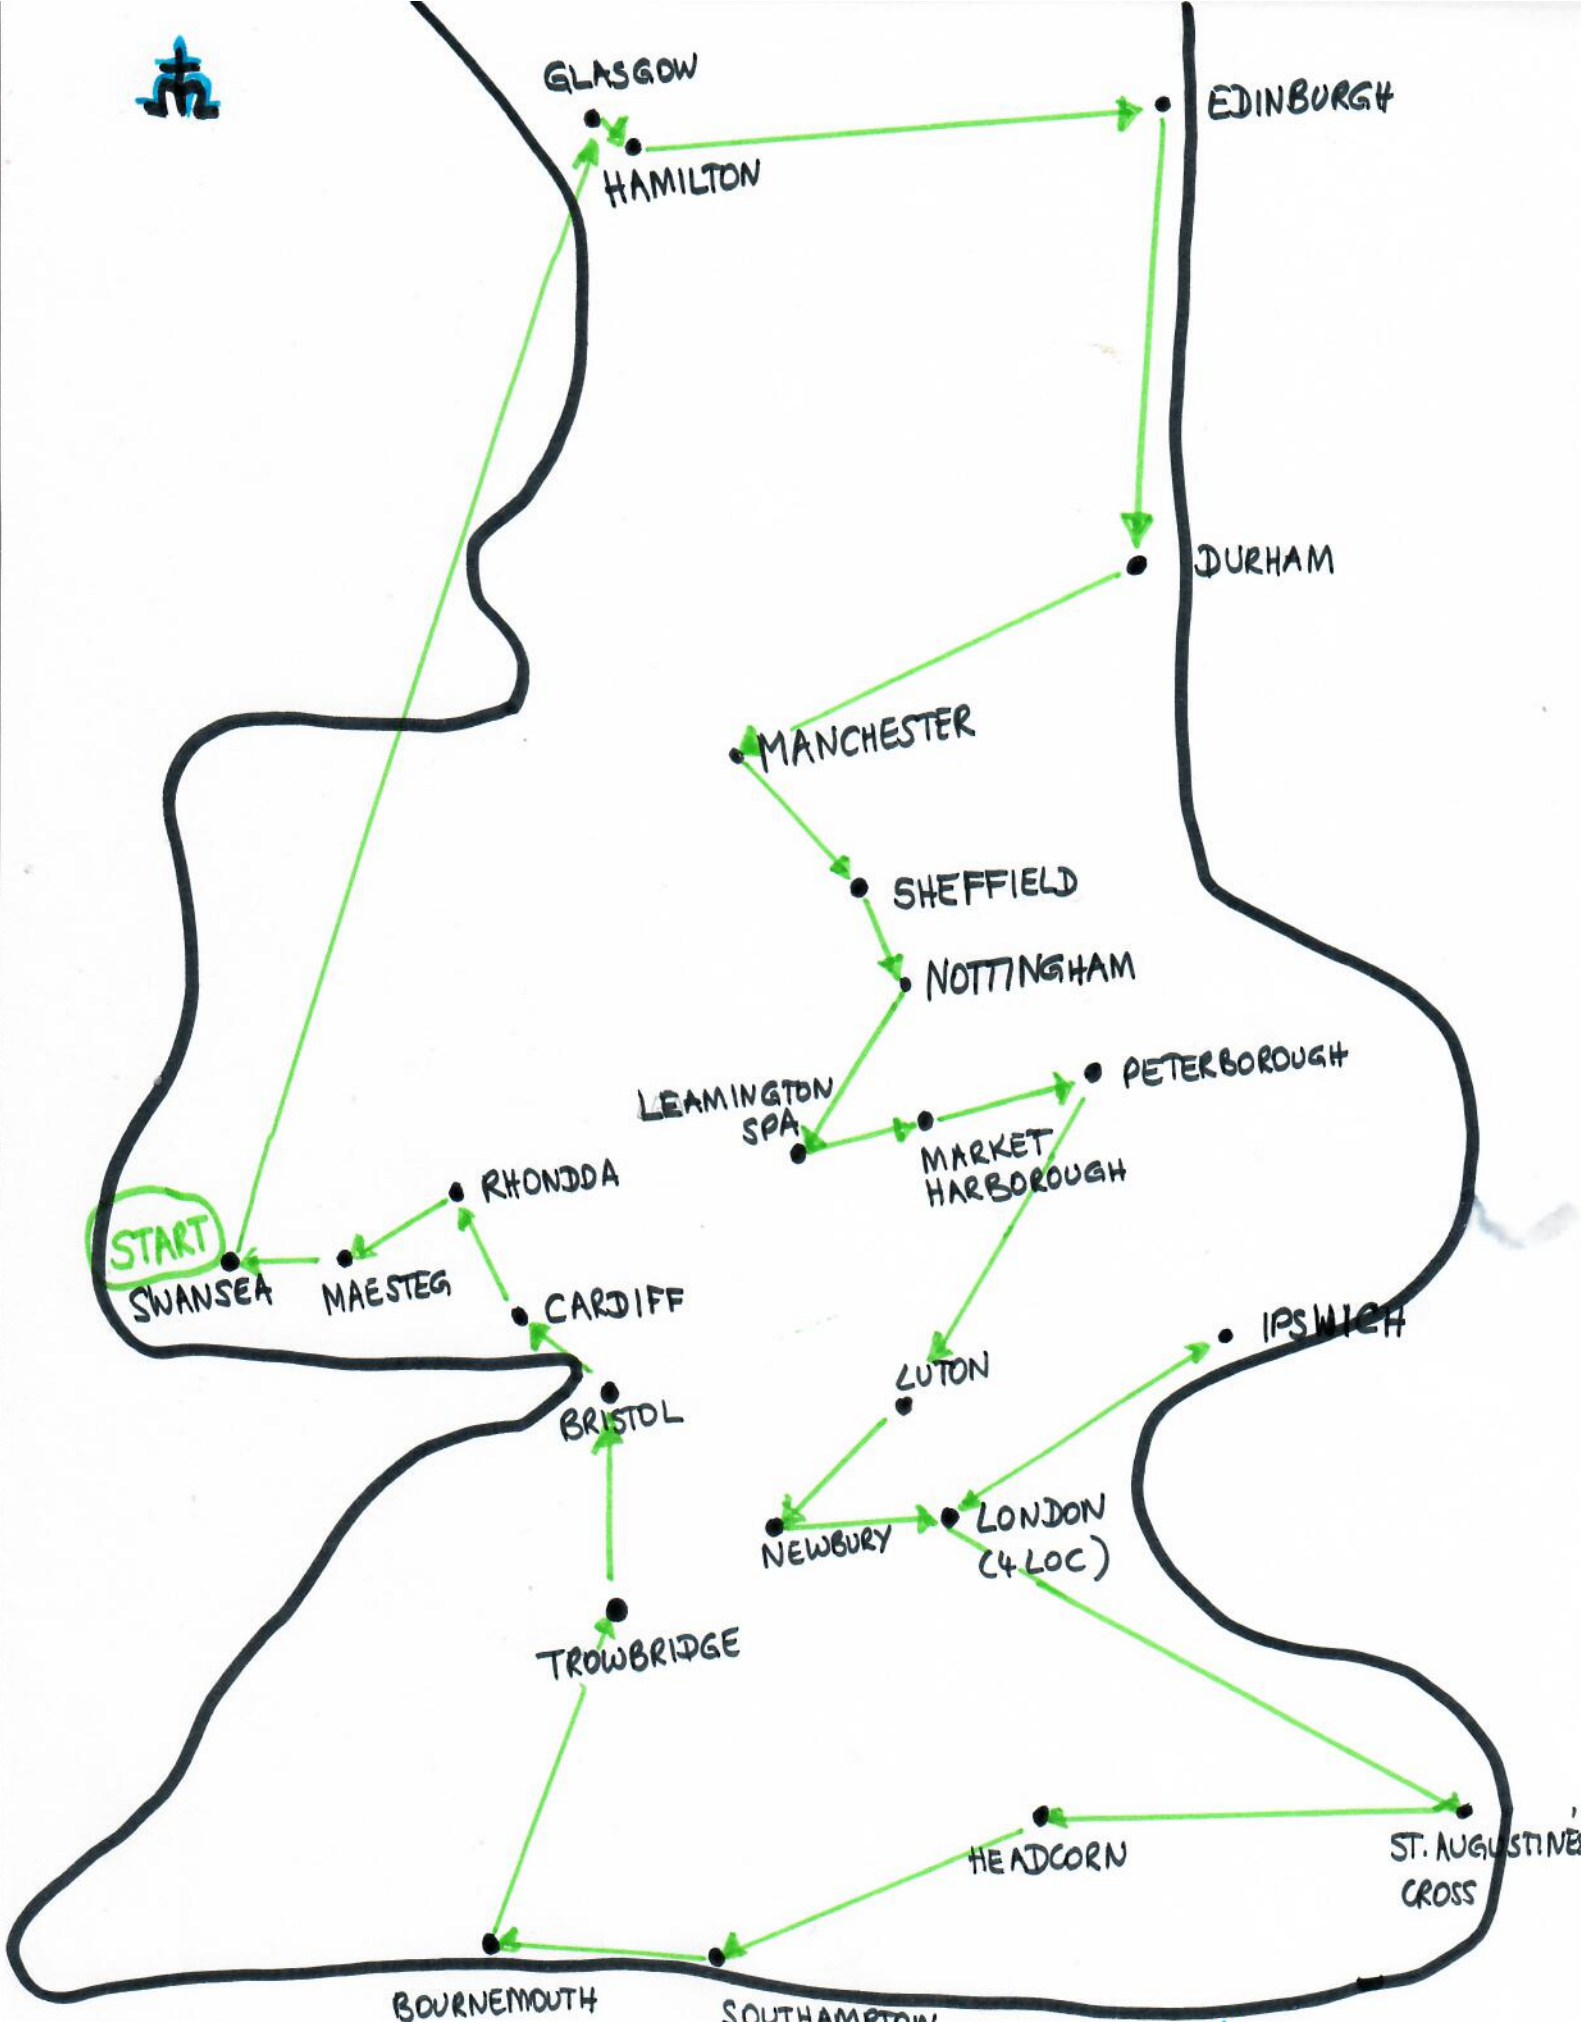 GLASGOW
EDINBURGH
HAMILTON
DURHAM
MANCHESTER
SHEFFIELD
NOTTINGHAM
PETERBOROUGH
LEAMINGTON
SPA
MARKET
HARBOROUGH
RHONDDA
START
SWANSEA
MAESTEG
CARDIFF
IPSWICH
LUTON
BRISTOL
LONDON
(4 LOC)
NEWBURY
TROWBRIDGE
HEADCORN
ST. AUGUSTINE'S
CROSS
BOURNEMOUTH
SOUTHAMPTON